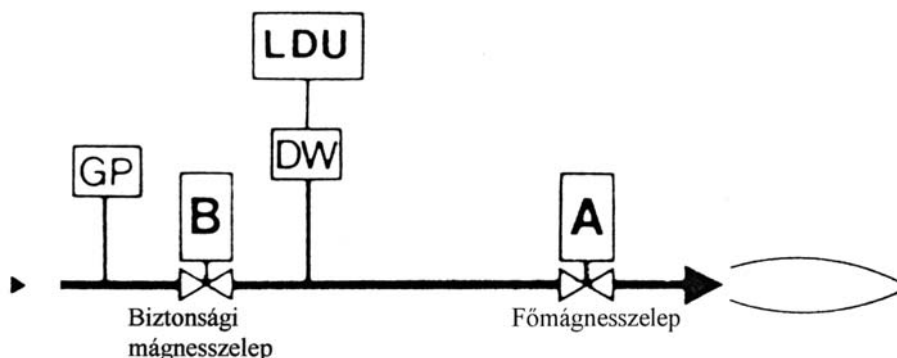 LDU
GP
DW
B
A
Biztonsági
mágnesszelep
Főmágnesszelep